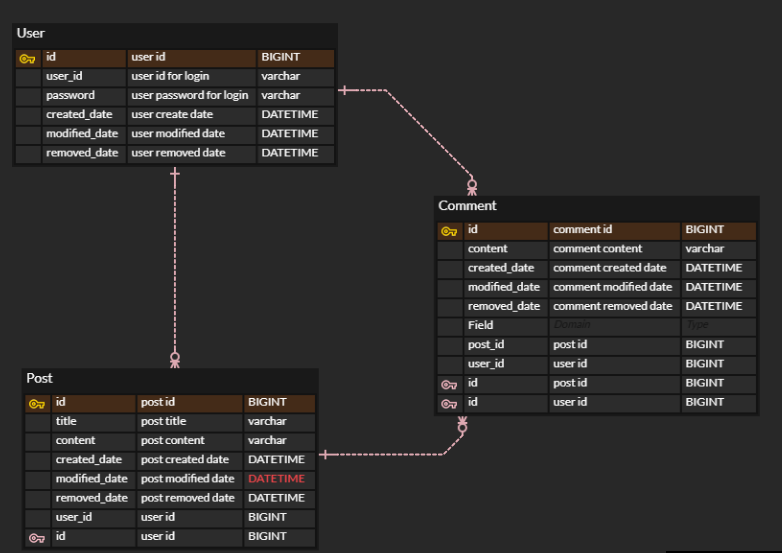 User
id user id BIGINT
user_id user id for login varchar
password user password for login varchar
created_date user create date DATETIME
modified_date user modified date DATETIME
removed_date user removed date DATETIME
Comment
id comment id BIGINT
content comment content varchar
created_date comment created date DATETIME
modified_date comment modified date DATETIME
removed_date comment removed date DATETIME
Field Domain Type
post_id post id BIGINT
user_id user id BIGINT
id post id BIGINT
id user id BIGINT
Post
id post id BIGINT
title post title varchar
content post content varchar
created_date post created date DATETIME
modified_date post modified date DATETIME
removed_date post removed date DATETIME
user_id user id BIGINT
id user id BIGINT